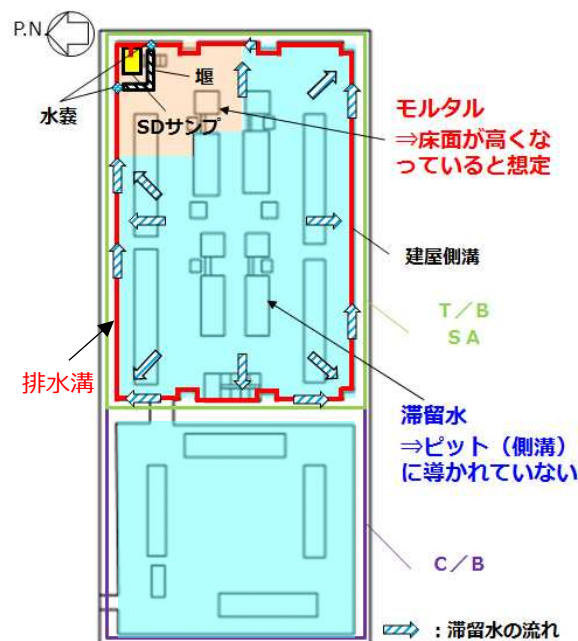 P.N.
堰
水嵓
SDサンプ
モルタル
⇒床面が高くな
っていると想定
建屋側溝
T/B
SA
排水溝
滞留水
⇒ピット（側溝）
に導かれていない
C/B
：滞留水の流れ